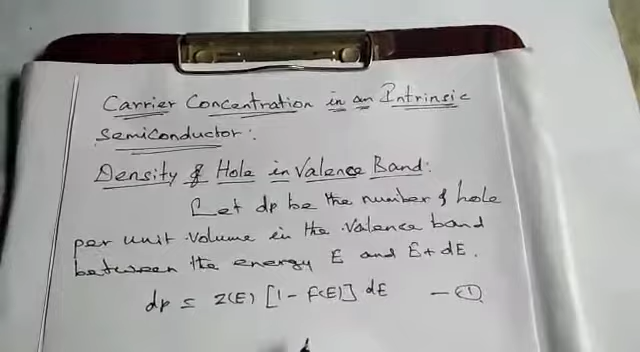 Carrier Concentration in an Intrinsic
Semiconductor:
Density of Hole in Valence Band:
Let dp be the number of hole
per unit volume in the valence band
between the energy E and E+dE.
dp = Z(E) [1 - F(E)] dE — ①